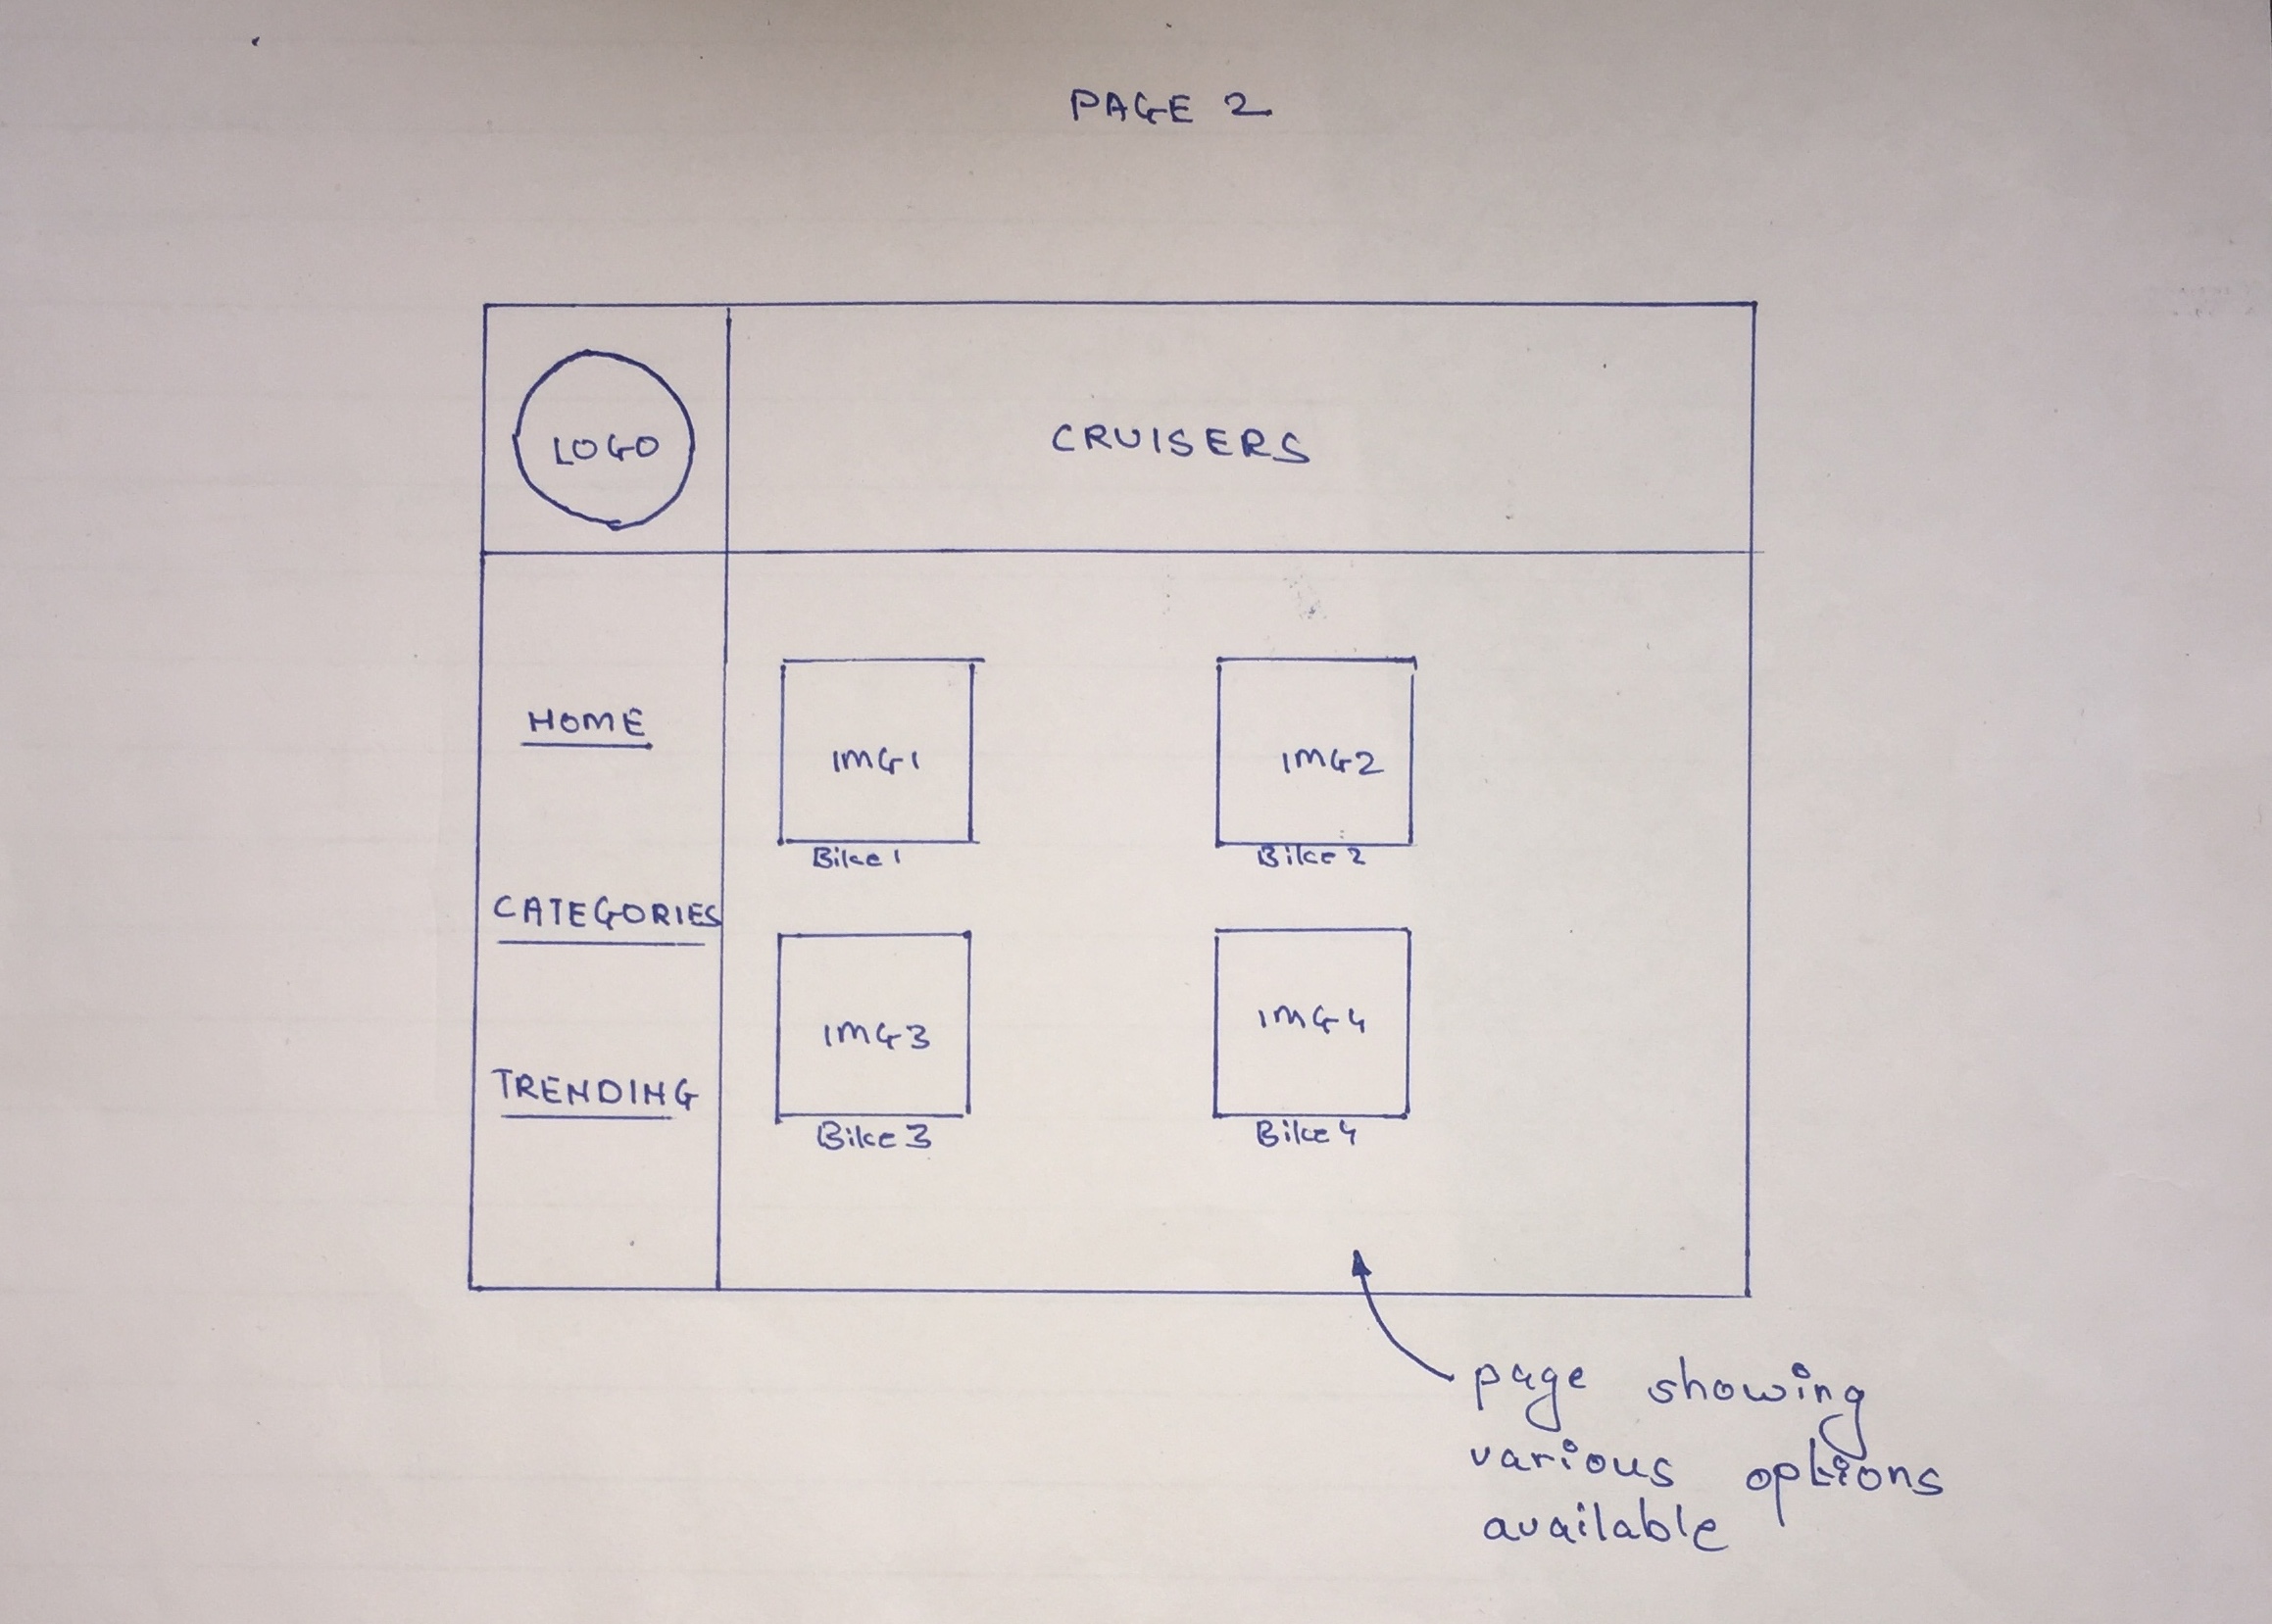 PAGE 2
LOGO
CRUISERS
HOME
CATEGORIES
TRENDING
IMG1
Bike 1
IMG2
Bike 2
IMG3
Bike 3
IMG4
Bike 4
page showing
various options
available